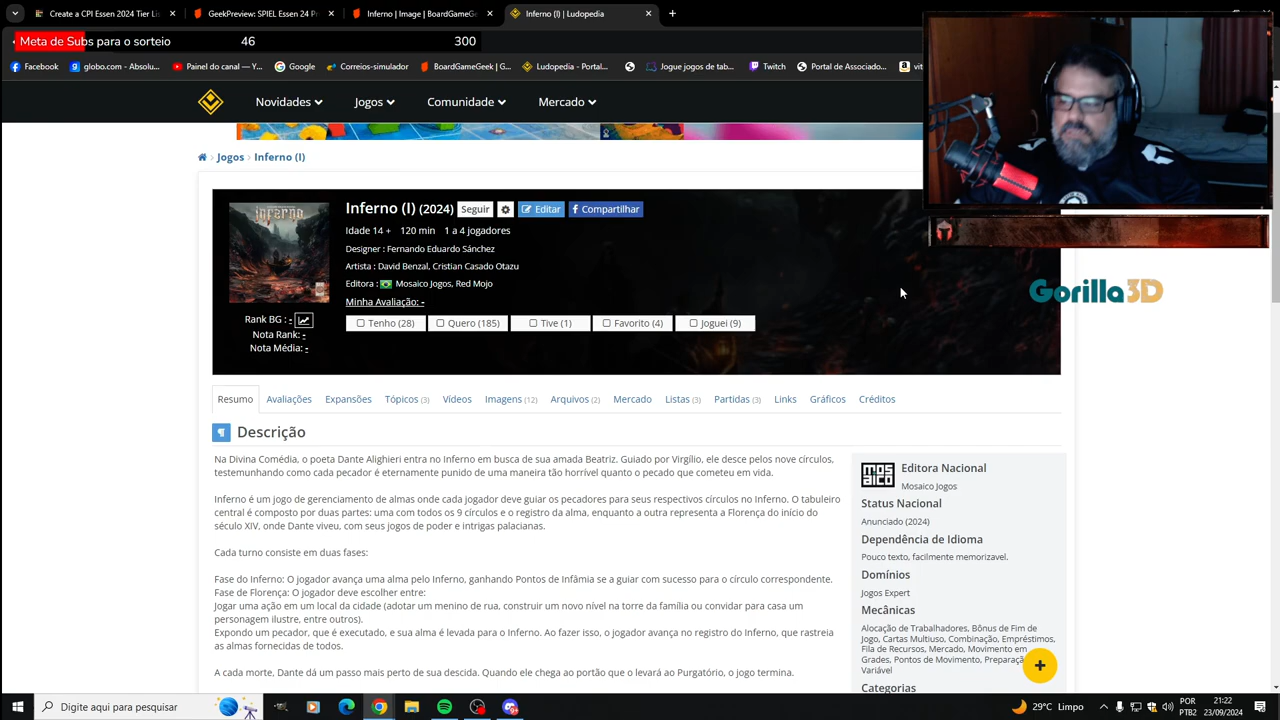 Creating a CPI Essen 2024 Tier Lis
GeekPreview: SPIEL Essen 24 Pr
Inferno | Image | BoardGameGe
Inferno (I) | Ludopedia
Meta de Subs para o sorteio 46 300
Facebook
globo.com - Absolu...
Painel do canal - Yo...
Google
Correios-simulador
BoardGameGeek | G...
Ludopedia - Portal...
Jogue jogos de tab...
Twitch
Portal de Associado...
Novidades Jogos Comunidade Mercado
Jogos > Inferno (I)
inferno
Inferno (I) (2024) Seguir Editar Compartilhar
Idade 14 + 120 min 1 a 4 jogadores
Designer : Fernando Eduardo Sánchez
Artista : David Benzal, Cristian Casado Otazu
Editora : Mosaico Jogos, Red Mojo
Minha Avaliação: -
Rank BG : -
Nota Rank: -
Nota Média: -
Tenho (28) Quero (185) Tive (1) Favorito (4) Joguei (9)
Gorilla3D
Resumo Avaliações Expansões Tópicos (3) Vídeos Imagens (12) Arquivos (2) Mercado Listas (3) Partidas (3) Links Gráficos Créditos
Descrição
Na Divina Comédia, o poeta Dante Alighieri entra no Inferno em busca de sua amada Beatriz. Guiado por Virgílio, ele desce pelos nove círculos,
testemunhando como cada pecador é eternamente punido de uma maneira tão horrível quanto o pecado que cometeu em vida.
Inferno é um jogo de gerenciamento de almas onde cada jogador deve guiar os pecadores para seus respectivos círculos no Inferno. O tabuleiro
central é composto por duas partes: uma com todos os 9 círculos e o registro da alma, enquanto a outra representa a Florença do início do
século XIV, onde Dante viveu, com seus jogos de poder e intrigas palacianas.
Cada turno consiste em duas fases:
Fase do Inferno: O jogador avança uma alma pelo Inferno, ganhando Pontos de Infâmia se a guiar com sucesso para o círculo correspondente.
Fase de Florença: O jogador deve escolher entre:
Jogar uma ação em um local da cidade (adotar um menino de rua, construir um novo nível na torre da família ou convidar para casa um
personagem ilustre, entre outros).
Expondo um pecador, que é executado, e sua alma é levada para o Inferno. Ao fazer isso, o jogador avança no registro do Inferno, que rastreia
as almas fornecidas de todos.
A cada morte, Dante dá um passo mais perto de sua descida. Quando ele chega ao portão que o levará ao Purgatório, o jogo termina.
mosaico
Editora Nacional
Mosaico Jogos
Status Nacional
Anunciado (2024)
Dependência de Idioma
Pouco texto, facilmente memorizavel.
Domínios
Jogos Expert
Mecânicas
Alocação de Trabalhadores, Bônus de Fim de
Jogo, Cartas Multiuso, Combinação, Empréstimos,
Fila de Recursos, Mercado, Movimento em
Grades, Pontos de Movimento, Preparaçã
Variável
Categorias
Digite aqui para pesquisar
29°C Limpo
POR
PTB2
21:22
23/09/2024